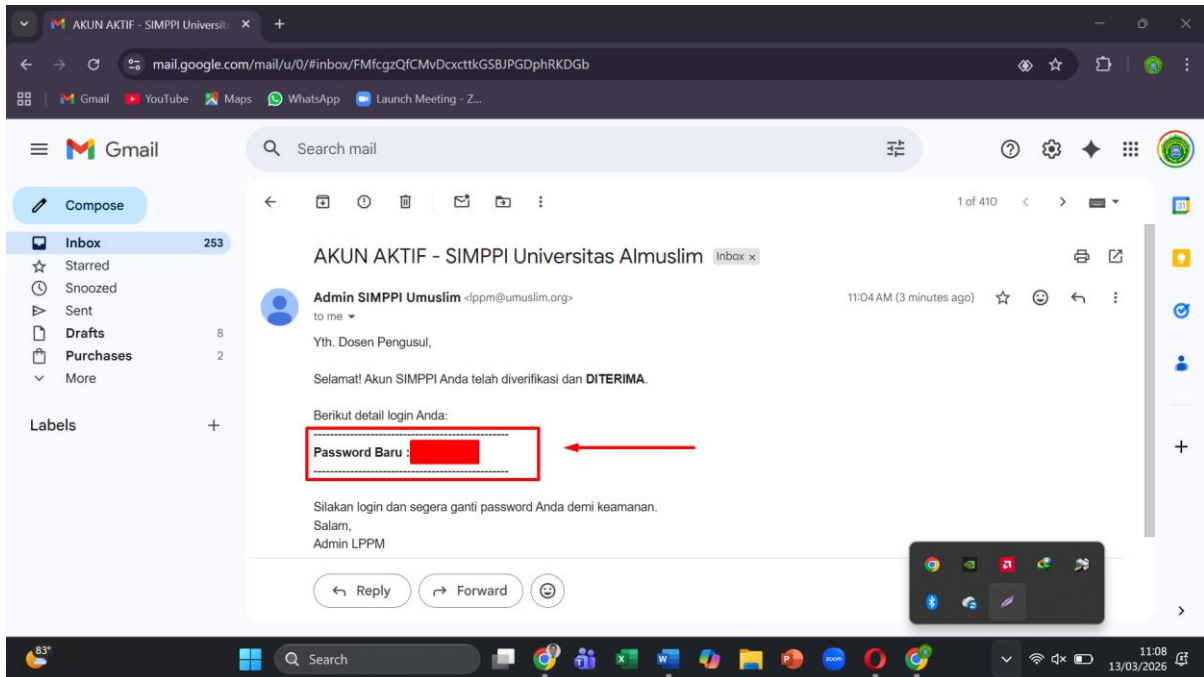 AKUN AKTIF - SIMPPI Universit
mail.google.com/mail/u/0/#inbox/FMfcgzQfCMvDcxcttkGSBJPGDphRKDGb
Gmail YouTube Maps WhatsApp Launch Meeting - Z...
Gmail
Search mail
Compose
1 of 410
Inbox 253
Starred
Snoozed
Sent
Drafts 8
Purchases 2
More
Labels
AKUN AKTIF - SIMPPI Universitas Almuslim Inbox x
Admin SIMPPI Umuslim <lppm@umuslim.org> 11:04 AM (3 minutes ago)
to me
Yth. Dosen Pengusul,
Selamat! Akun SIMPPI Anda telah diverifikasi dan DITERIMA.
Berikut detail login Anda:
------------------------------------------------
Password Baru :
------------------------------------------------
Silakan login dan segera ganti password Anda demi keamanan.
Salam,
Admin LPPM
Reply Forward
31
83°
Search
zoom
11:08
13/03/2026